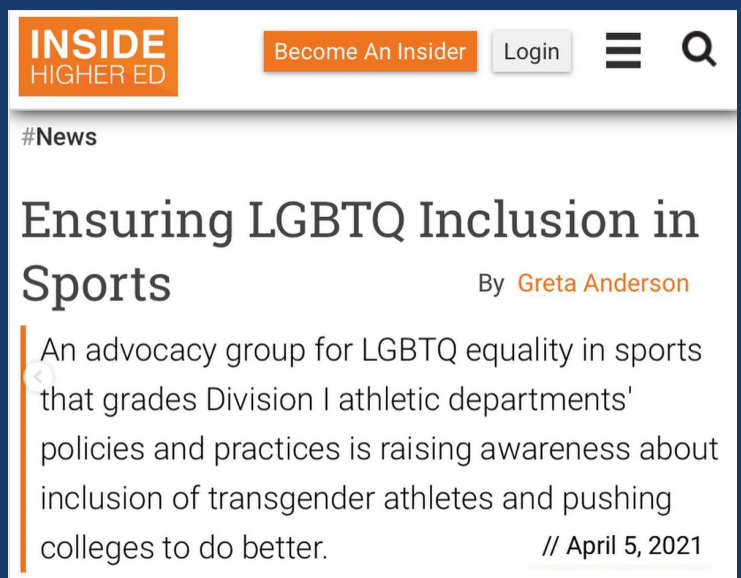 INSIDE
HIGHER ED
Become An Insider
Login
#News
Ensuring LGBTQ Inclusion in
Sports
By Greta Anderson
An advocacy group for LGBTQ equality in sports
that grades Division I athletic departments'
policies and practices is raising awareness about
inclusion of transgender athletes and pushing
colleges to do better.
// April 5, 2021